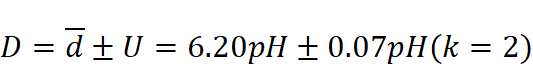 D = d̅ ± U = 6.20pH ± 0.07pH(k = 2)